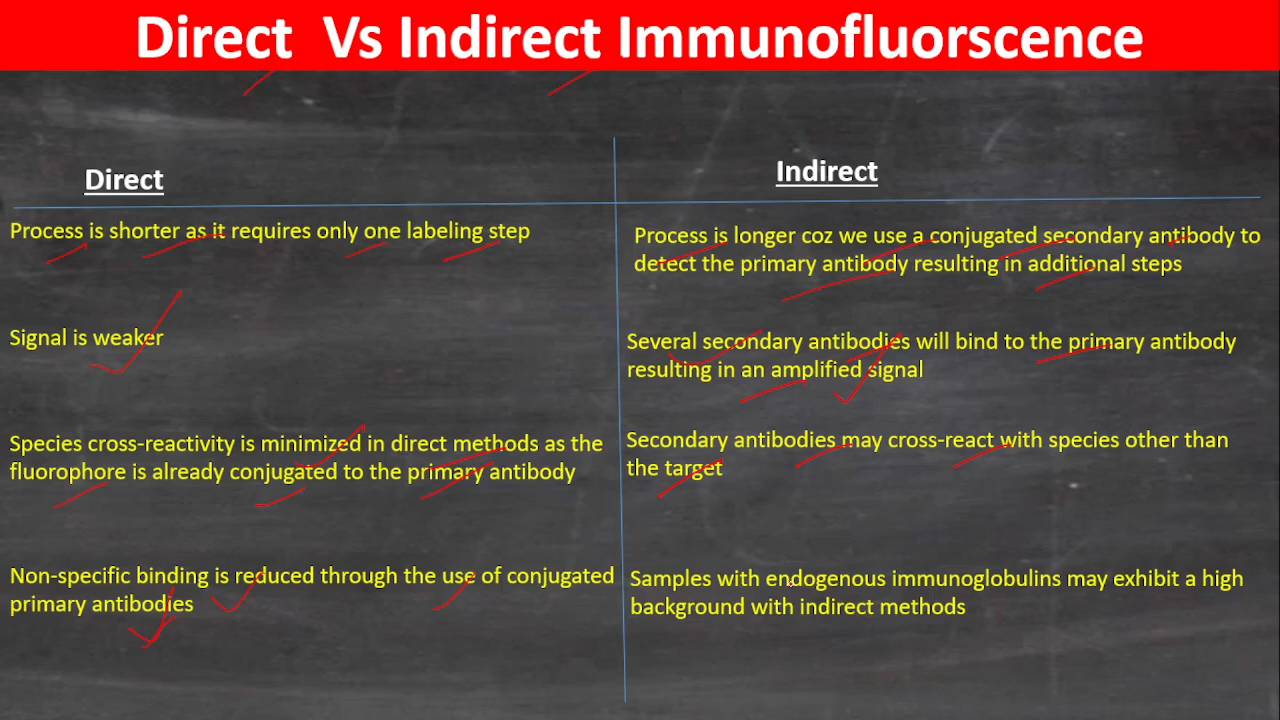 Direct Vs Indirect Immunofluorscence
Direct
Process is shorter as it requires only one labeling step
Signal is weaker
Species cross-reactivity is minimized in direct methods as the
fluorophore is already conjugated to the primary antibody
Non-specific binding is reduced through the use of conjugated
primary antibodies
Indirect
Process is longer coz we use a conjugated secondary antibody to
detect the primary antibody resulting in additional steps
Several secondary antibodies will bind to the primary antibody
resulting in an amplified signal
Secondary antibodies may cross-react with species other than
the target
Samples with endogenous immunoglobulins may exhibit a high
background with indirect methods